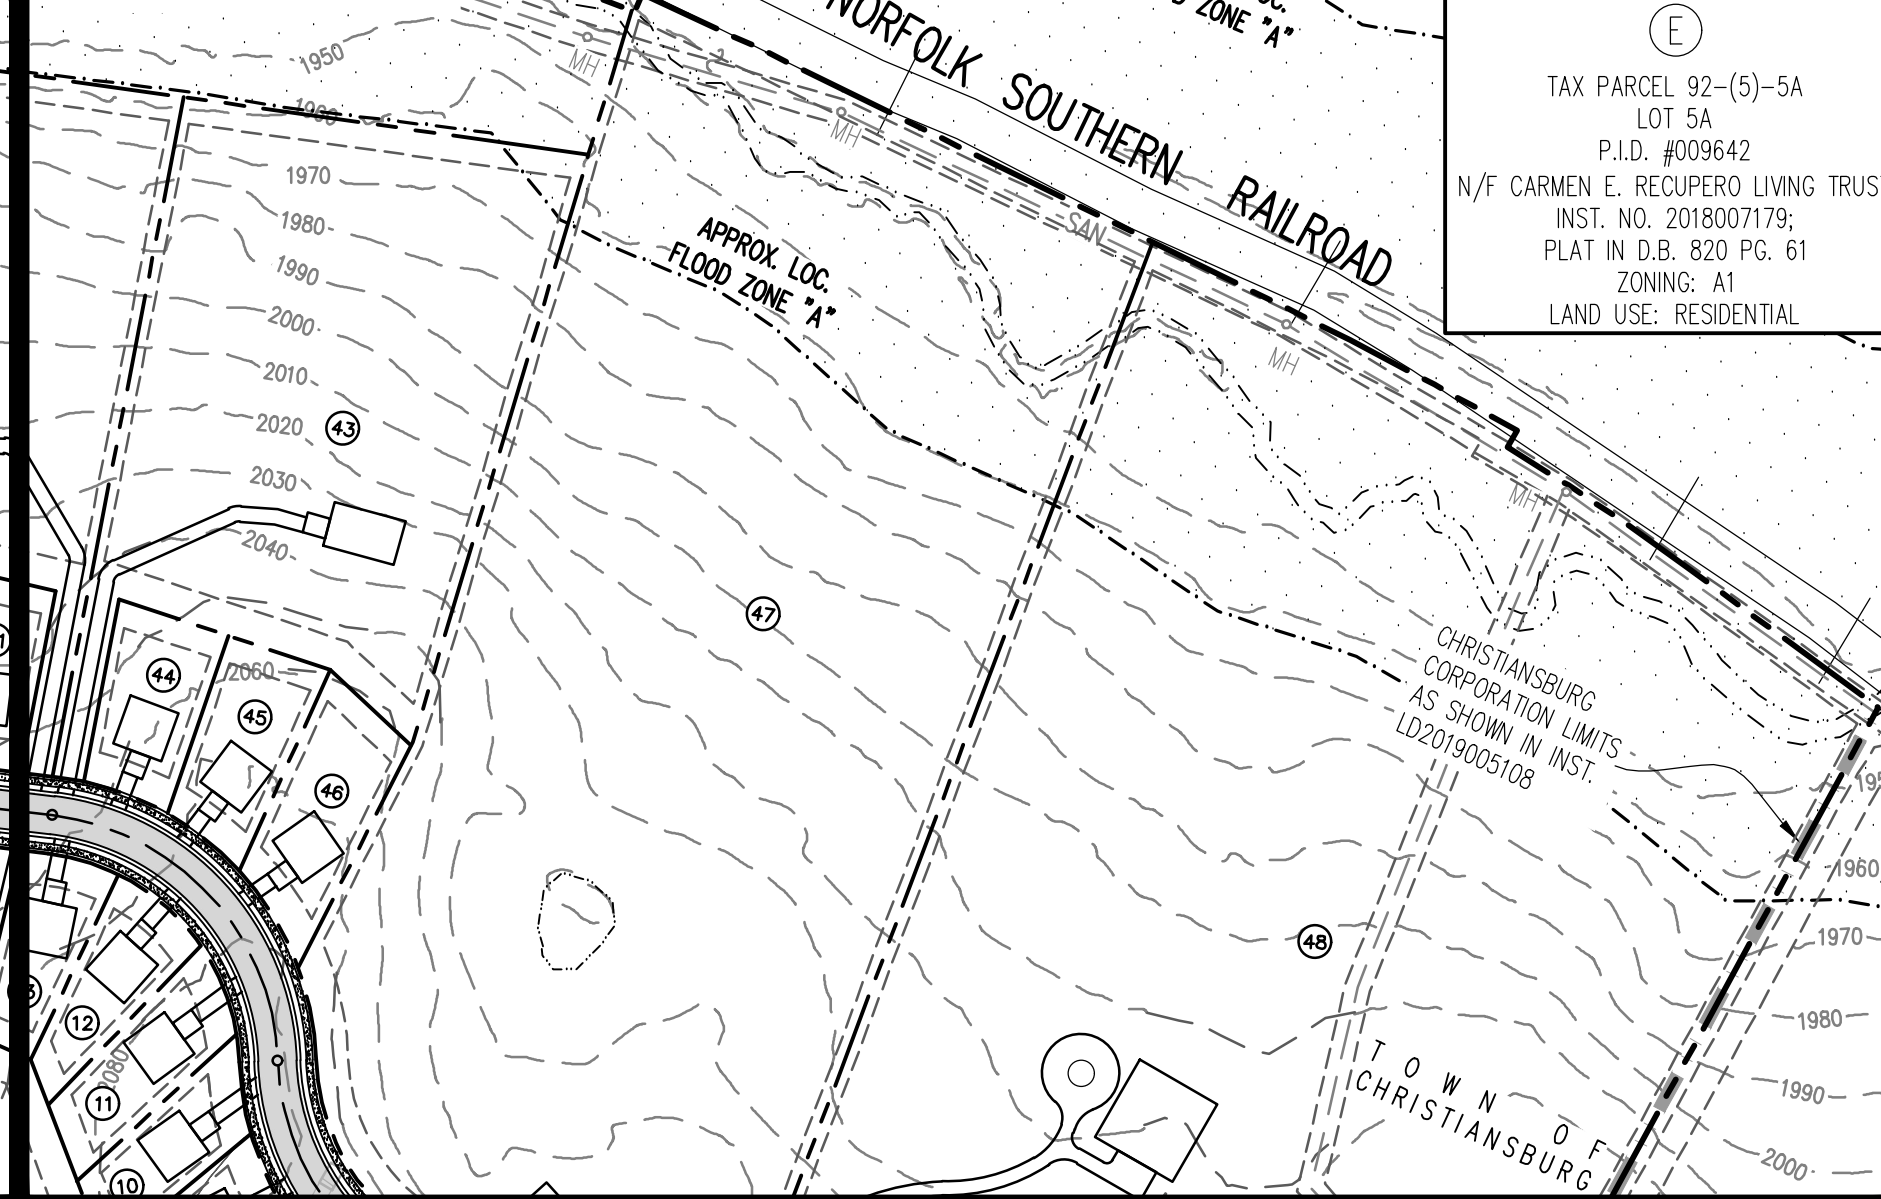 NORFOLK SOUTHERN RAILROAD
ZONE "A"
E
TAX PARCEL 92-(5)-5A
LOT 5A
P.I.D. #009642
N/F CARMEN E. RECUPERO LIVING TRUS
INST. NO. 2018007179;
PLAT IN D.B. 820 PG. 61
ZONING: A1
LAND USE: RESIDENTIAL
1950
1960
1970
1980
1990
2000
2010
2020
2030
2040
2060
2080
MH
MH
SAN
MH
MH
APPROX. LOC.
FLOOD ZONE "A"
43
44
45
46
47
48
12
11
10
CHRISTIANSBURG
CORPORATION LIMITS
AS SHOWN IN INST.
LD2019005108
TOWN OF
CHRISTIANSBURG
1960
1970
1980
1990
2000